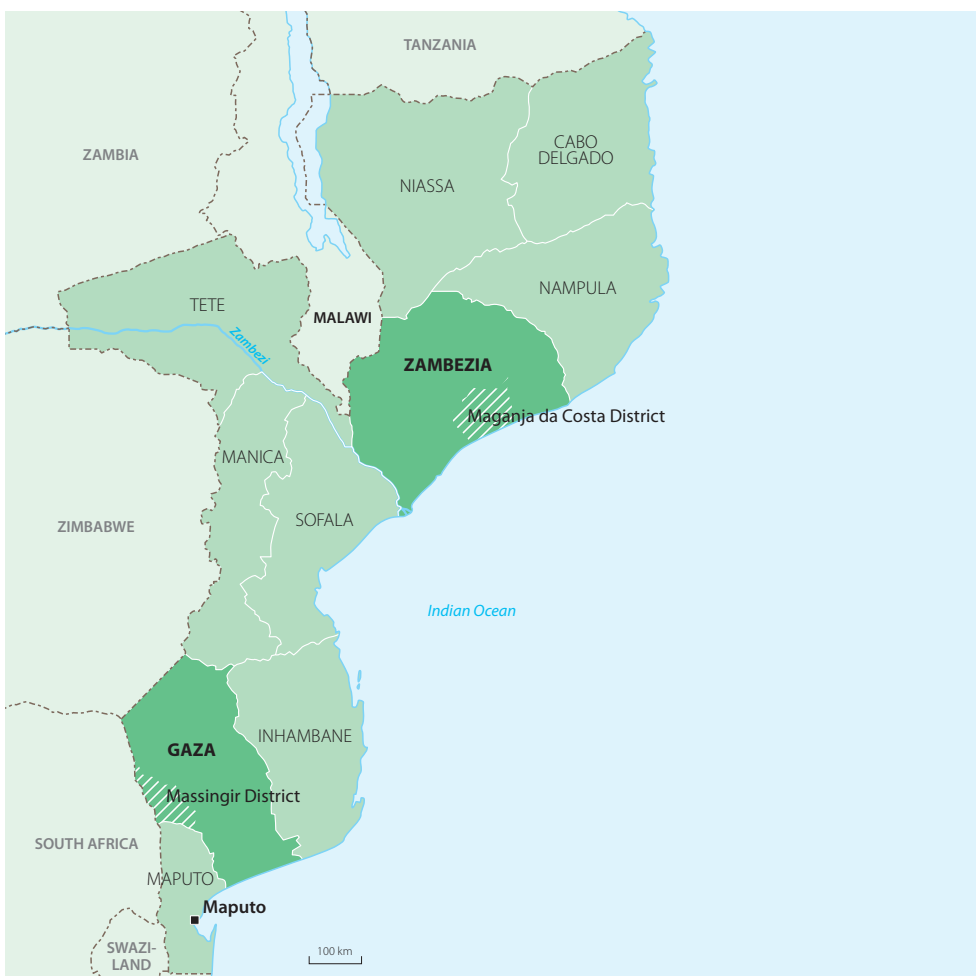 TANZANIA
CABO
DELGADO
ZAMBIA
NIASSA
NAMPULA
TETE
MALAWI
Zambezi
ZAMBEZIA
Maganja da Costa District
MANICA
SOFALA
ZIMBABWE
Indian Ocean
INHAMBANE
GAZA
Massingir District
SOUTH AFRICA
MAPUTO
Maputo
SWAZI-
LAND
100 km